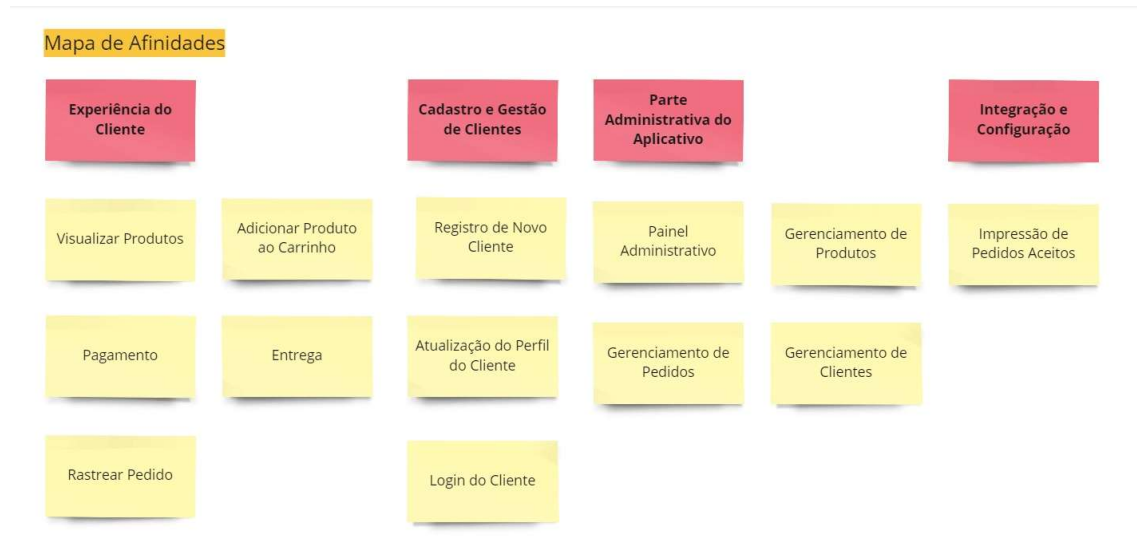 Mapa de Afinidades
Experiência do
Cliente
Cadastro e Gestão
de Clientes
Parte
Administrativa do
Aplicativo
Integração e
Configuração
Visualizar Produtos
Adicionar Produto
ao Carrinho
Registro de Novo
Cliente
Painel
Administrativo
Gerenciamento de
Produtos
Impressão de
Pedidos Aceitos
Pagamento
Entrega
Atualização do Perfil
do Cliente
Gerenciamento de
Pedidos
Gerenciamento de
Clientes
Rastrear Pedido
Login do Cliente